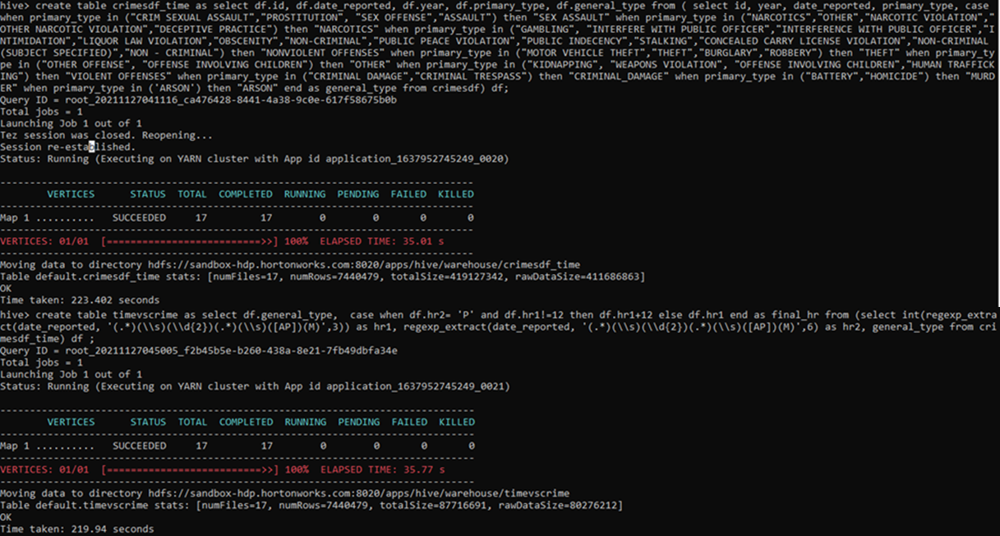 hive> create table crimesdf_time as select df.id, df.date_reported, df.year, df.primary_type, df.general_type from ( select id, year, date_reported, primary_type, case
when primary_type in ("CRIM SEXUAL ASSAULT","PROSTITUTION", "SEX OFFENSE","ASSAULT") then "SEX ASSAULT" when primary_type in ("NARCOTICS","OTHER","NARCOTIC VIOLATION","
OTHER NARCOTIC VIOLATION","DECEPTIVE PRACTICE") then "NARCOTICS" when primary_type in ("GAMBLING", "INTERFERE WITH PUBLIC OFFICER","INTERFERENCE WITH PUBLIC OFFICER","I
NTIMIDATION","LIQUOR LAW VIOLATION","OBSCENITY","NON-CRIMINAL","PUBLIC PEACE VIOLATION","PUBLIC INDECENCY","STALKING","CONCEALED CARRY LICENSE VIOLATION","NON-CRIMINAL
(SUBJECT SPECIFIED)","NON - CRIMINAL") then "NONVIOLENT OFFENSES" when primary_type in ("MOTOR VEHICLE THEFT","THEFT","BURGLARY","ROBBERY") then "THEFT" when primary_ty
pe in ("OTHER OFFENSE", "OFFENSE INVOLVING CHILDREN") then "OTHER" when primary_type in ("KIDNAPPING", "WEAPONS VIOLATION", "OFFENSE INVOLVING CHILDREN","HUMAN TRAFFICK
ING") then "VIOLENT OFFENSES" when primary_type in ("CRIMINAL DAMAGE","CRIMINAL TRESPASS") then "CRIMINAL_DAMAGE" when primary_type in ("BATTERY","HOMICIDE") then "MURD
ER" when primary_type in ('ARSON') then "ARSON" end as general_type from crimesdf) df;
Query ID = root_20211127041116_ca476428-8441-4a38-9c0e-617f58675b0b
Total jobs = 1
Launching Job 1 out of 1
Tez session was closed. Reopening...
Session re-established.
Status: Running (Executing on YARN cluster with App id application_1637952745249_0020)
--------------------------------------------------------------------------------
VERTICES STATUS TOTAL COMPLETED RUNNING PENDING FAILED KILLED
--------------------------------------------------------------------------------
Map 1 .......... SUCCEEDED 17 17 0 0 0 0
--------------------------------------------------------------------------------
VERTICES: 01/01 [==========================>>] 100% ELAPSED TIME: 35.01 s
--------------------------------------------------------------------------------
Moving data to directory hdfs://sandbox-hdp.hortonworks.com:8020/apps/hive/warehouse/crimesdf_time
Table default.crimesdf_time stats: [numFiles=17, numRows=7440479, totalSize=419127342, rawDataSize=411686863]
OK
Time taken: 223.402 seconds
hive> create table timevscrime as select df.general_type, case when df.hr2= 'P' and df.hr1!=12 then df.hr1+12 else df.hr1 end as final_hr from (select int(regexp_extra
ct(date_reported, '(.*)(\\s)(\\d{2})(.*)(\\s)([AP])(M)',3)) as hr1, regexp_extract(date_reported, '(.*)(\\s)(\\d{2})(.*)(\\s)([AP])(M)',6) as hr2, general_type from cri
mesdf_time) df ;
Query ID = root_20211127045005_f2b45b5e-b260-438a-8e21-7fb49dbfa34e
Total jobs = 1
Launching Job 1 out of 1
Status: Running (Executing on YARN cluster with App id application_1637952745249_0021)
--------------------------------------------------------------------------------
VERTICES STATUS TOTAL COMPLETED RUNNING PENDING FAILED KILLED
--------------------------------------------------------------------------------
Map 1 .......... SUCCEEDED 17 17 0 0 0 0
--------------------------------------------------------------------------------
VERTICES: 01/01 [==========================>>] 100% ELAPSED TIME: 35.77 s
--------------------------------------------------------------------------------
Moving data to directory hdfs://sandbox-hdp.hortonworks.com:8020/apps/hive/warehouse/timevscrime
Table default.timevscrime stats: [numFiles=17, numRows=7440479, totalSize=87716691, rawDataSize=80276212]
OK
Time taken: 219.94 seconds